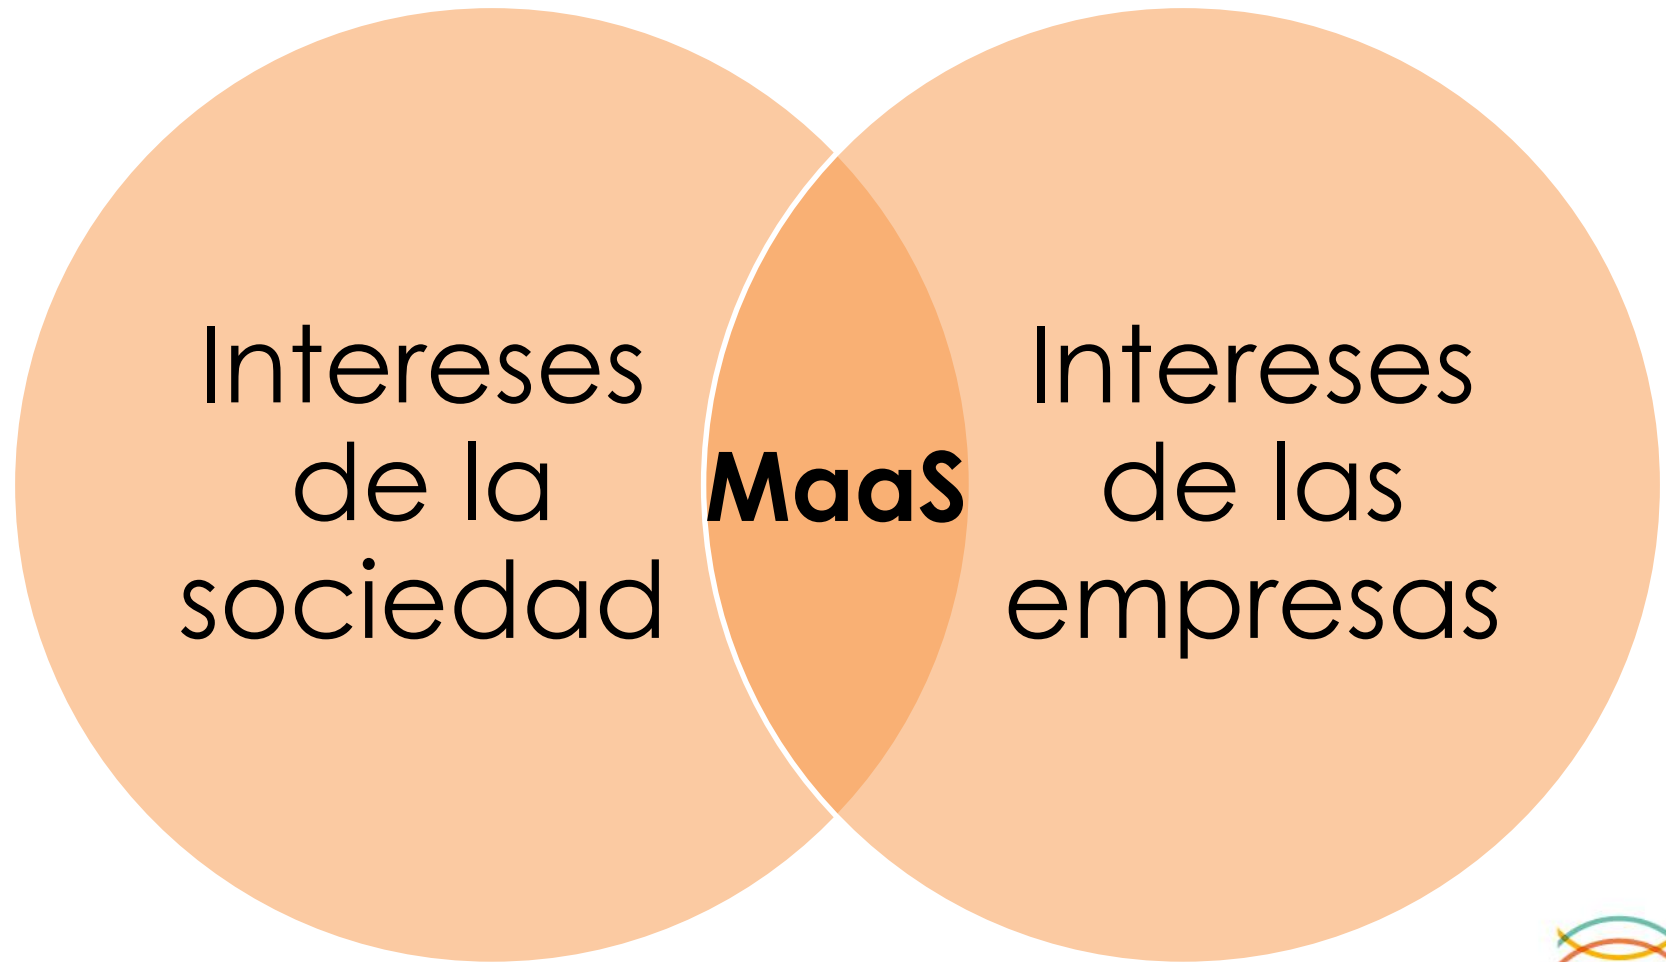 Intereses
de la
sociedad
MaaS
Intereses
de las
empresas